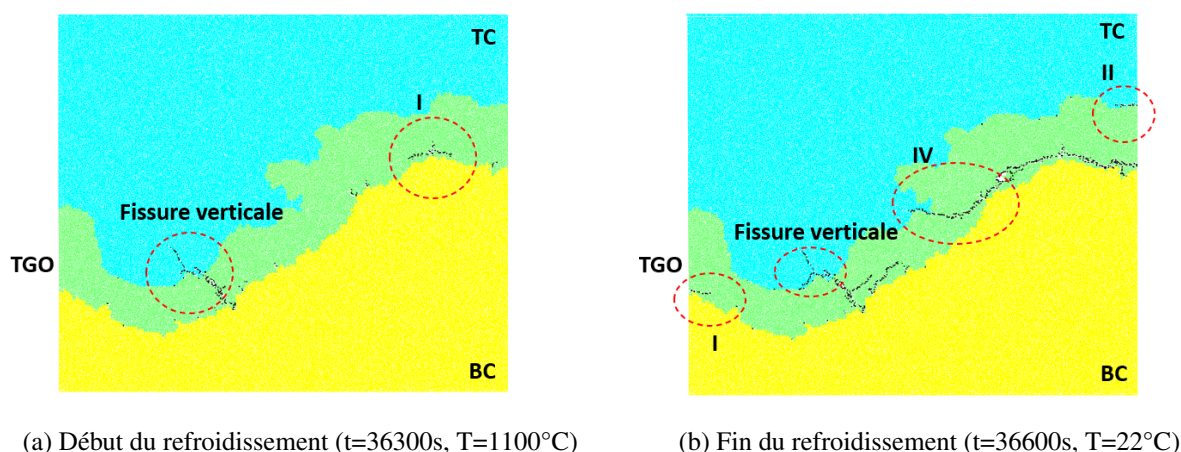 TC
I
Fissure verticale
TGO
BC
(a) Début du refroidissement (t=36300s, T=1100°C)
TC
II
IV
Fissure verticale
TGO
I
BC
(b) Fin du refroidissement (t=36600s, T=22°C)